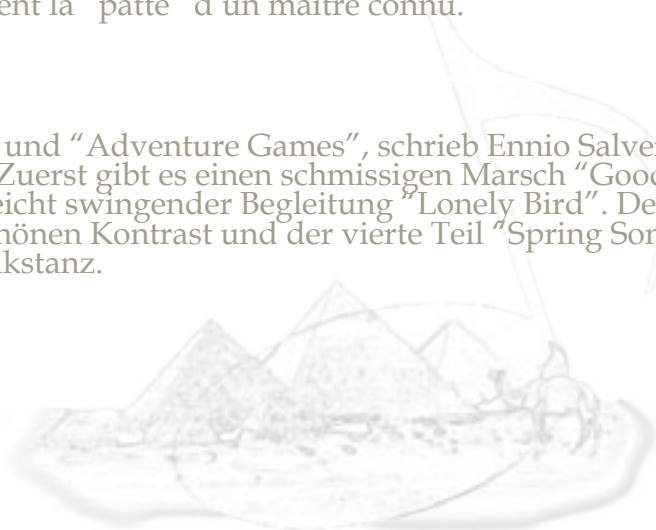 ent la "patte" d'un maître connu.
und “Adventure Games”, schrieb Ennio Salve
Zuerst gibt es einen schmissigen Marsch “Good
eicht swingender Begleitung “Lonely Bird”. De
hönen Kontrast und der vierte Teil “Spring Son
kstanz.